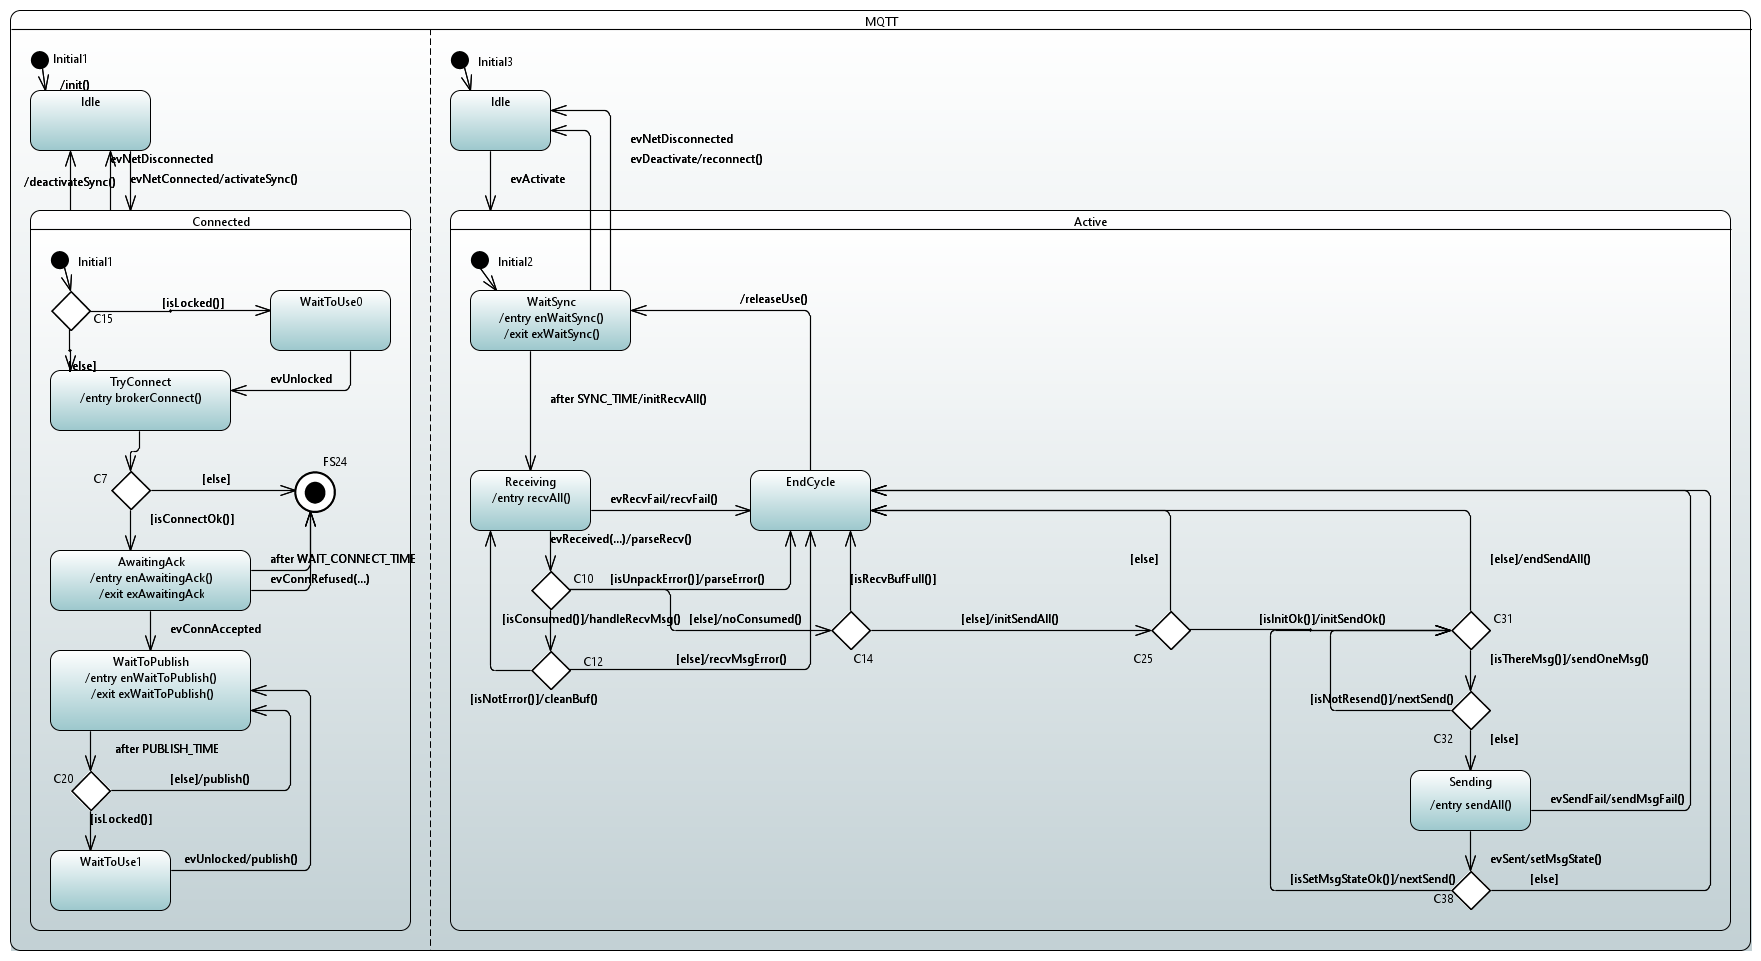 MQTT
Initial1
/init()
Idle
evNetDisconnected
/deactivateSync()
evNetConnected/activateSync()
Connected
Initial1
C15
[isLocked()]
WaitToUse0
[else]
evUnlocked
TryConnect
/entry brokerConnect()
C7
[else]
FS24
[isConnectOk()]
AwaitingAck
/entry enAwaitingAck()
/exit exAwaitingAck
after WAIT_CONNECT_TIME
evConnRefused(...)
evConnAccepted
WaitToPublish
/entry enWaitToPublish()
/exit exWaitToPublish()
after PUBLISH_TIME
C20
[else]/publish()
[isLocked()]
WaitToUse1
evUnlocked/publish()
Initial3
Idle
evNetDisconnected
evDeactivate/reconnect()
evActivate
Active
Initial2
WaitSync
/entry enWaitSync()
/exit exWaitSync()
/releaseUse()
after SYNC_TIME/initRecvAll()
Receiving
/entry recvAll()
evRecvFail/recvFail()
EndCycle
evReceived(...)/parseRecv()
C10
[isUnpackError()]/parseError()
[isRecvBufFull()]
[else]
[else]/endSendAll()
[isConsumed()]/handleRecvMsg()
[else]/noConsumed()
[else]/initSendAll()
[isInitOk()]/initSendOk()
C31
C12
[else]/recvMsgError()
C14
C25
[isThereMsg()]/sendOneMsg()
[isNotError()]/cleanBuf()
[isNotResend()]/nextSend()
C32
[else]
Sending
/entry sendAll()
evSendFail/sendMsgFail()
evSent/setMsgState()
[isSetMsgStateOk()]/nextSend()
[else]
C38